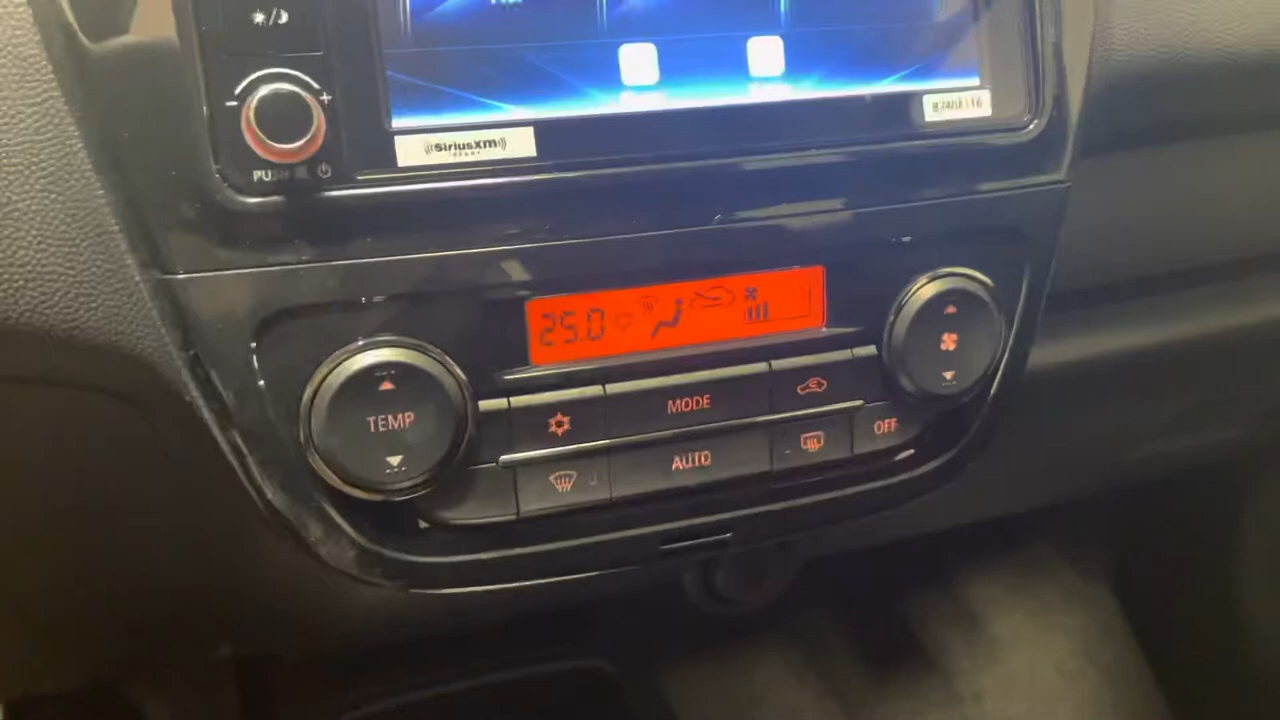 - +
PUSH
((siriusxm))
25.0
TEMP
MODE
AUTO
OFF